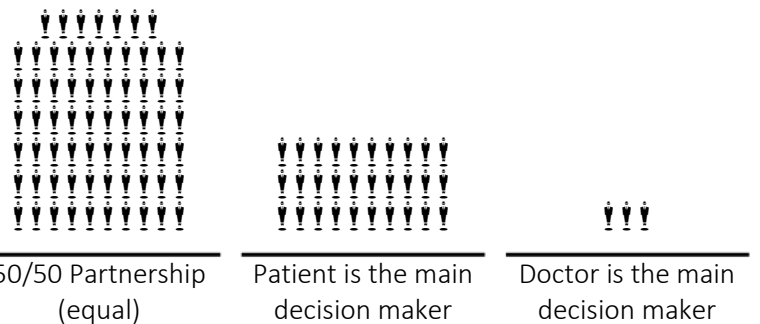 50/50 Partnership
(equal)
Patient is the main
decision maker
Doctor is the main
decision maker